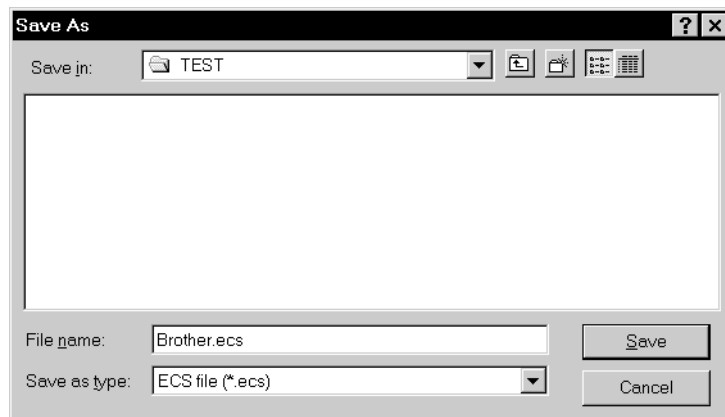 Save As
Save in: TEST
File name: Brother.ecs
Save
Save as type: ECS file (*.ecs)
Cancel